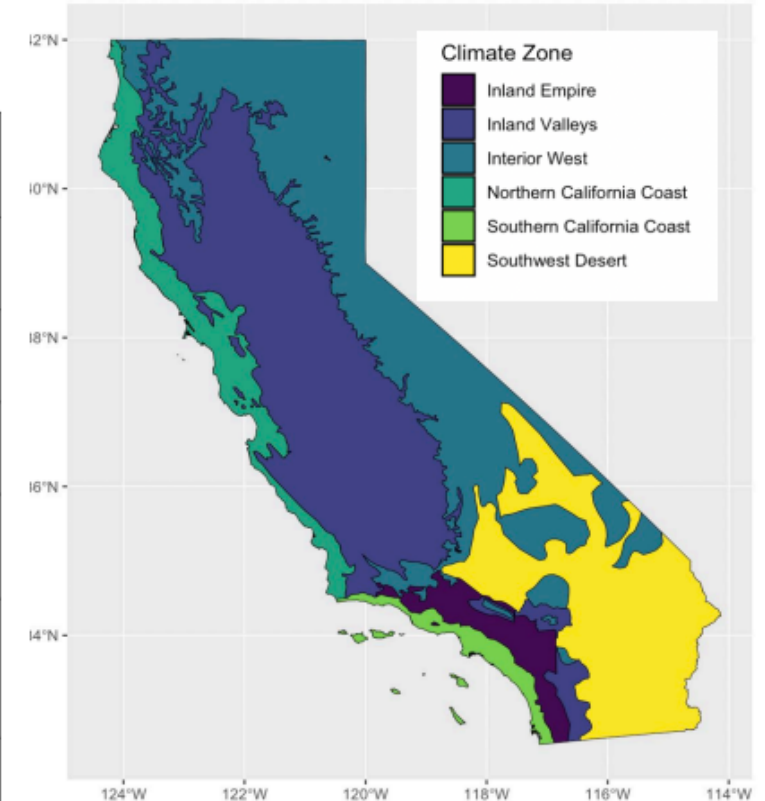 Climate Zone
Inland Empire
Inland Valleys
Interior West
Northern California Coast
Southern California Coast
Southwest Desert
124°W 122°W 120°W 118°W 116°W 114°W